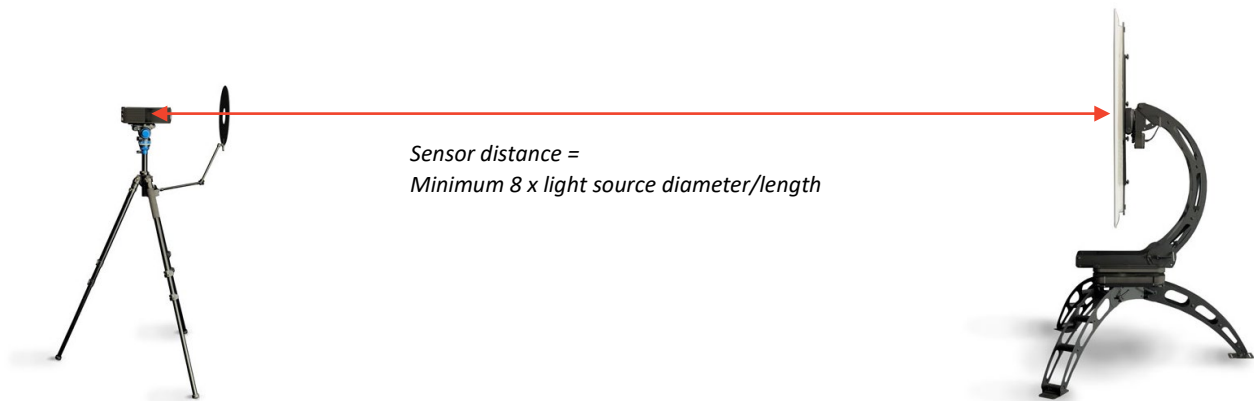 Sensor distance =
Minimum 8 x light source diameter/length